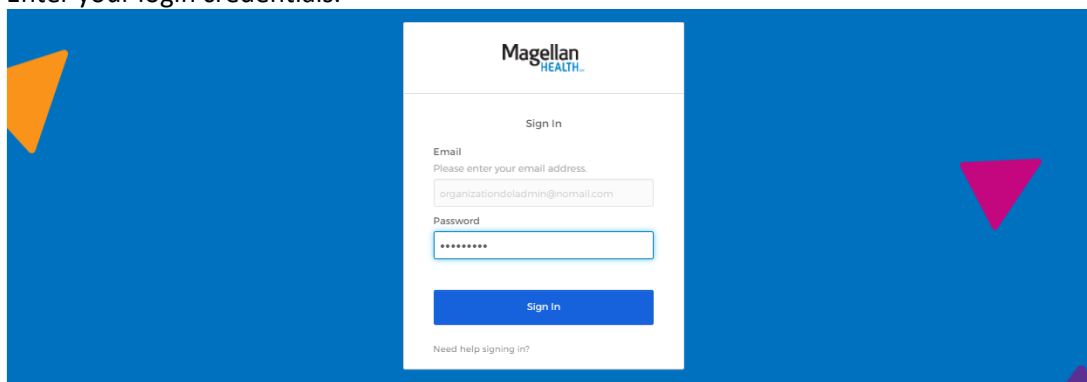 Enter your login credentials.
Magellan
HEALTH
Sign In
Email
Please enter your email address.
organizationdeladmin@nomail.com
Password
•••••••••
Sign In
Need help signing in?